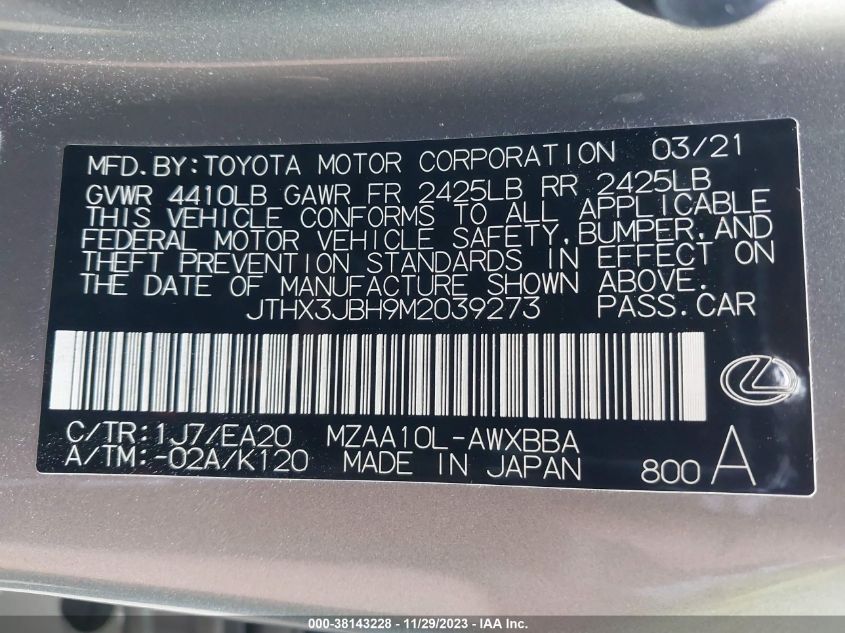 MFD.BY:TOYOTA MOTOR CORPORATION 03/21
GVWR 4410LB GAWR FR 2425LB RR 2425LB
THIS VEHICLE CONFORMS TO ALL APPLICABLE
FEDERAL MOTOR VEHICLE SAFETY,BUMPER,AND
THEFT PREVENTION STANDARDS IN EFFECT ON
THE DATE OF MANUFACTURE SHOWN ABOVE.
JTHX3JBH9M2039273 PASS.CAR
C/TR:1J7/EA20 MZAA10L-AWXBBA
A/TM:-02A/K120 MADE IN JAPAN 800 A
000-38143228 - 11/29/2023 - IAA Inc.